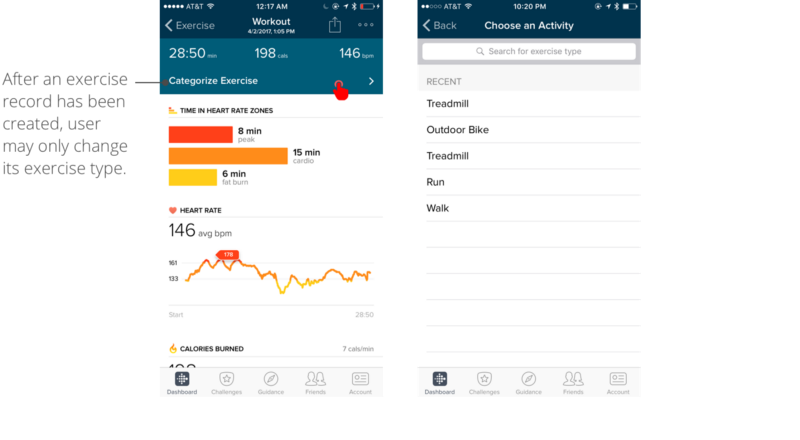 After an exercise
record has been
created, user
may only change
its exercise type.
AT&T 12:17 AM
Exercise Workout
4/2/2017, 1:05 PM
28:50 min 198 cals 146 bpm
Categorize Exercise
TIME IN HEART RATE ZONES
8 min
peak
15 min
cardio
6 min
fat burn
HEART RATE
146 avg bpm
178
161
133
Start 28:50
CALORIES BURNED 7 cals/min
Dashboard Challenges Guidance Friends Account
AT&T 10:20 PM
Back Choose an Activity
Search for exercise type
RECENT
Treadmill
Outdoor Bike
Treadmill
Run
Walk
Dashboard Challenges Guidance Friends Account